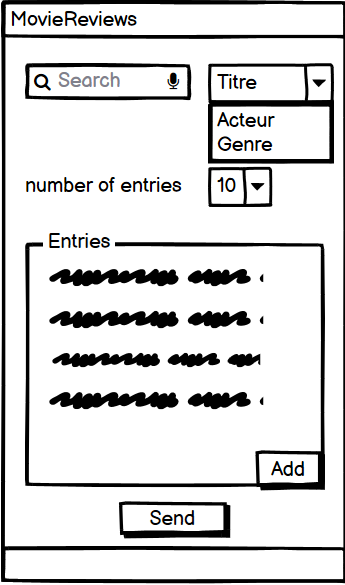 MovieReviews
Search
Titre
Acteur
Genre
number of entries
10
Entries
Add
Send